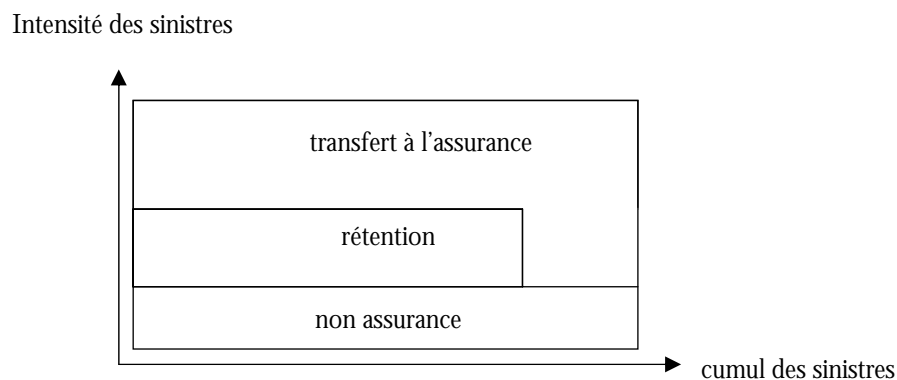 Intensité des sinistres
transfert à l'assurance
rétention
non assurance
cumul des sinistres